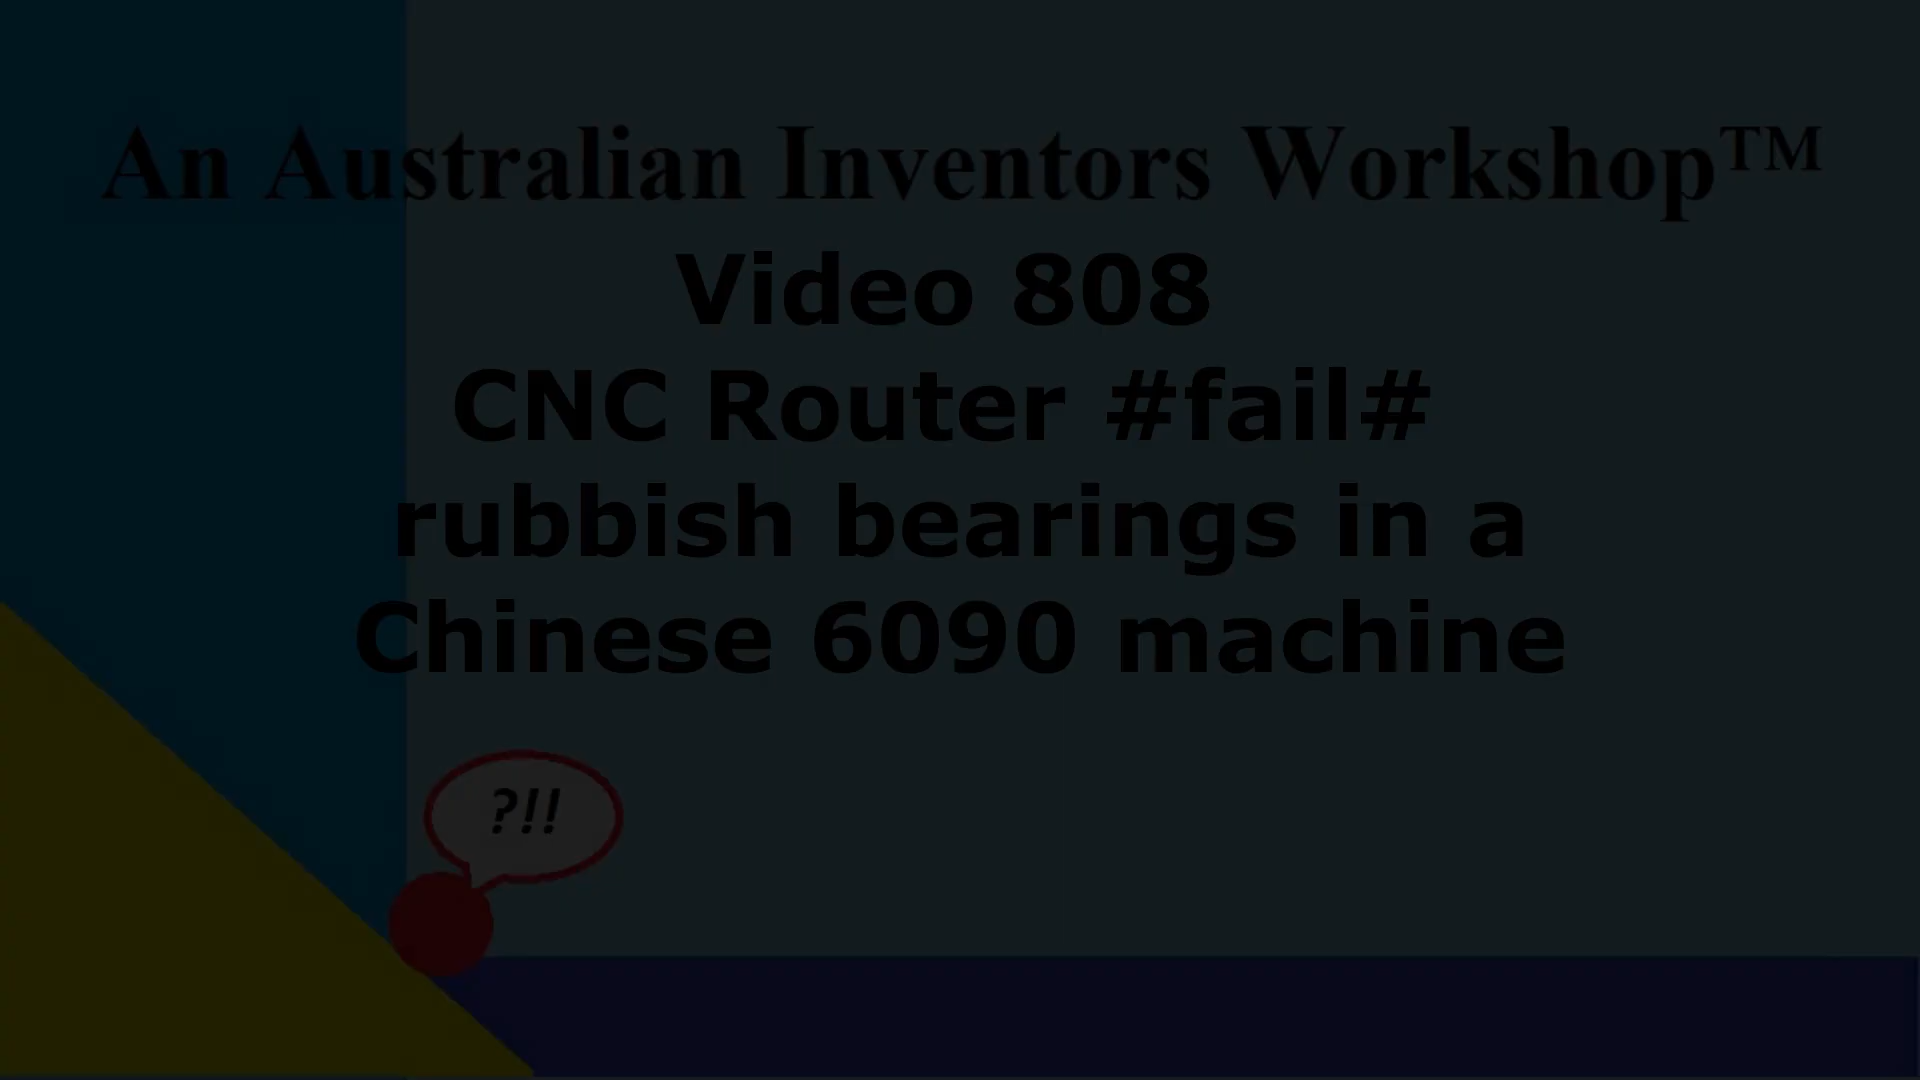 An Australian Inventors Workshop™
Video 808
CNC Router #fail#
rubbish bearings in a
Chinese 6090 machine
?!!